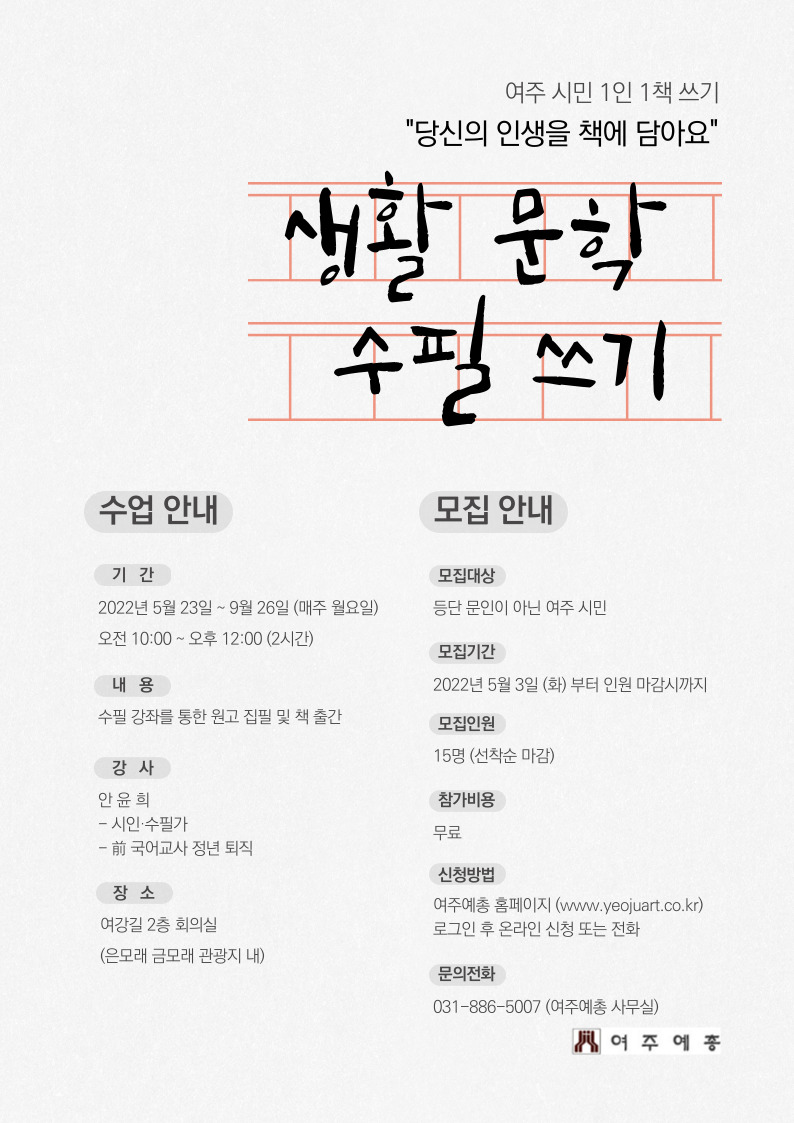 여주 시민 1인 1책 쓰기
"당신의 인생을 책에 담아요"
생활 문학
수필 쓰기
수업 안내
기 간
2022년 5월 23일 ~ 9월 26일 (매주 월요일)
오전 10:00 ~ 오후 12:00 (2시간)
내 용
수필 강좌를 통한 원고 집필 및 책 출간
강 사
안 윤 희
- 시인·수필가
- 前 국어교사 정년 퇴직
장 소
여강길 2층 회의실
(은모래 금모래 관광지 내)
모집 안내
모집대상
등단 문인이 아닌 여주 시민
모집기간
2022년 5월 3일 (화) 부터 인원 마감시까지
모집인원
15명 (선착순 마감)
참가비용
무료
신청방법
여주예총 홈페이지 (www.yeojuart.co.kr)
로그인 후 온라인 신청 또는 전화
문의전화
031-886-5007 (여주예총 사무실)
여 주 예 총